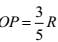 OP = 3/5 R